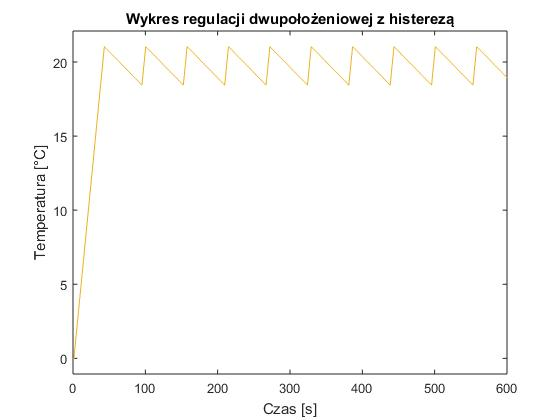 Wykres regulacji dwupołożeniowej z histerezą
20
15
10
5
0
Temperatura [°C]
0 100 200 300 400 500 600
Czas [s]